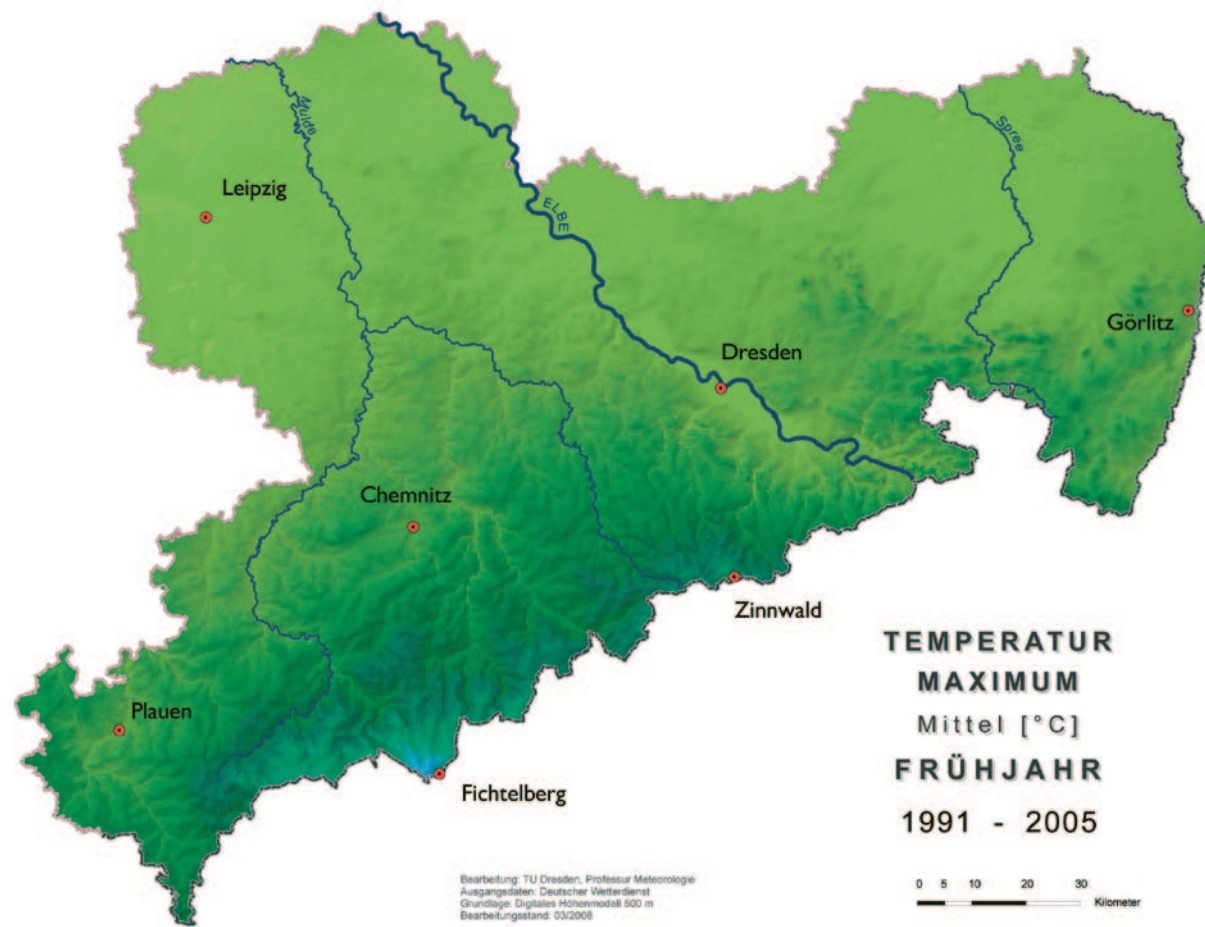 Mulde
Spree
Leipzig
ELBE
Görlitz
Dresden
Chemnitz
Zinnwald
Plauen
Fichtelberg
TEMPERATUR
MAXIMUM
Mittel [°C]
FRÜHJAHR
1991 - 2005
Bearbeitung: TU Dresden, Professur Meteorologie
Ausgangsdaten: Deutscher Wetterdienst
Grundlage: Digitales Höhenmodell 500 m
Bearbeitungsstand: 03/2008
0 5 10 20 30
Kilometer